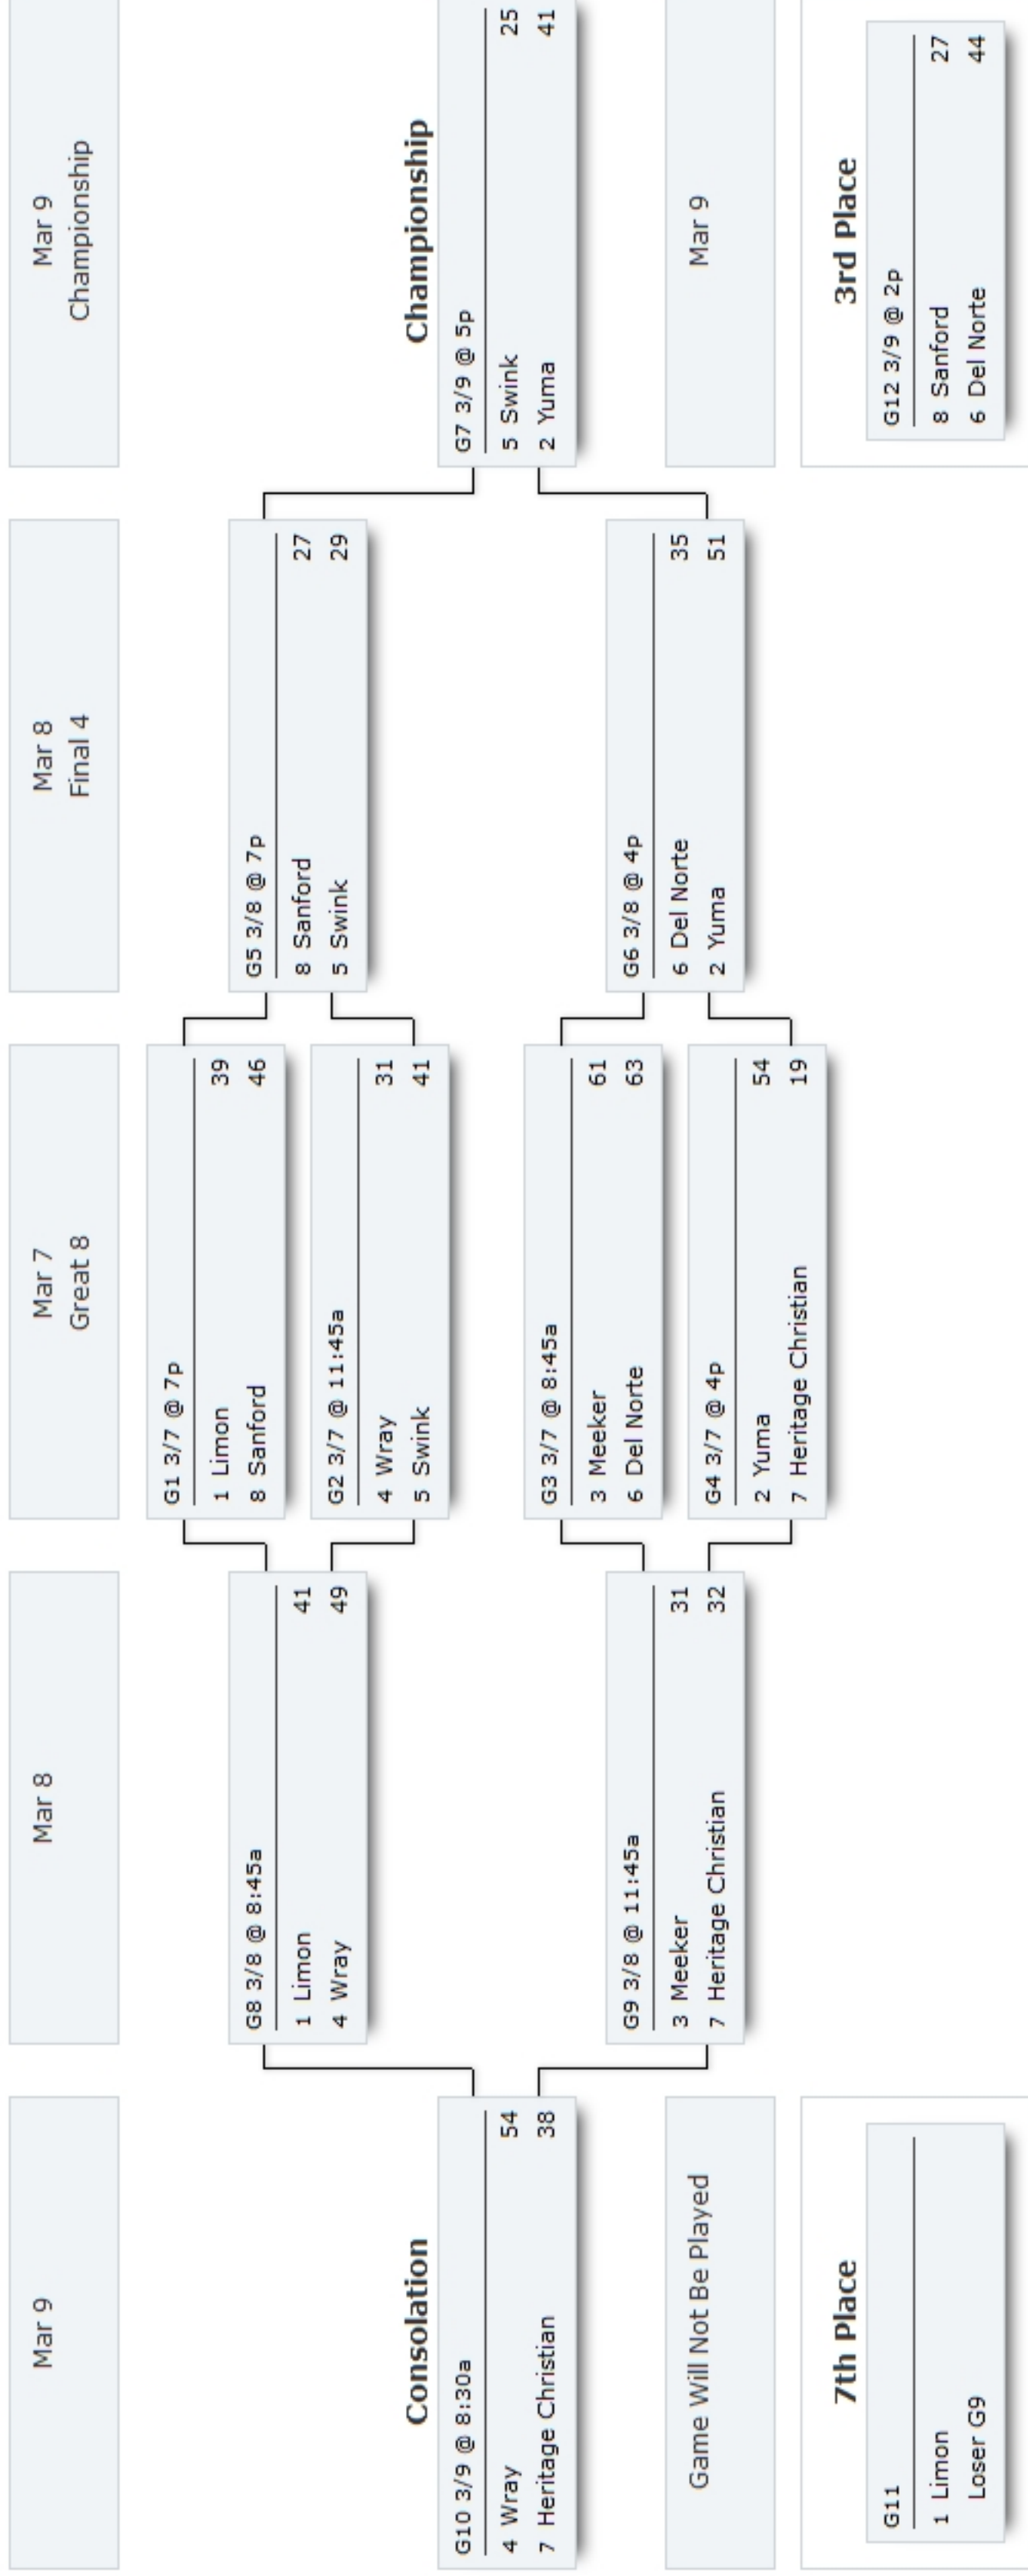 Mar 9
Mar 8
Mar 7
Great 8
Mar 8
Final 4
Mar 9
Championship
G1 3/7 @ 7p
1 Limon 39
8 Sanford 46
G8 3/8 @ 8:45a
1 Limon 41
4 Wray 49
G5 3/8 @ 7p
8 Sanford 27
5 Swink 29
G2 3/7 @ 11:45a
4 Wray 31
5 Swink 41
Consolation
G10 3/9 @ 8:30a
4 Wray 54
7 Heritage Christian 38
Championship
G7 3/9 @ 5p
5 Swink 25
2 Yuma 41
G3 3/7 @ 8:45a
3 Meeker 61
6 Del Norte 63
G9 3/8 @ 11:45a
3 Meeker 31
7 Heritage Christian 32
G6 3/8 @ 4p
6 Del Norte 35
2 Yuma 51
G4 3/7 @ 4p
2 Yuma 54
7 Heritage Christian 19
Game Will Not Be Played
Mar 9
7th Place
G11
1 Limon
Loser G9
3rd Place
G12 3/9 @ 2p
8 Sanford 27
6 Del Norte 44